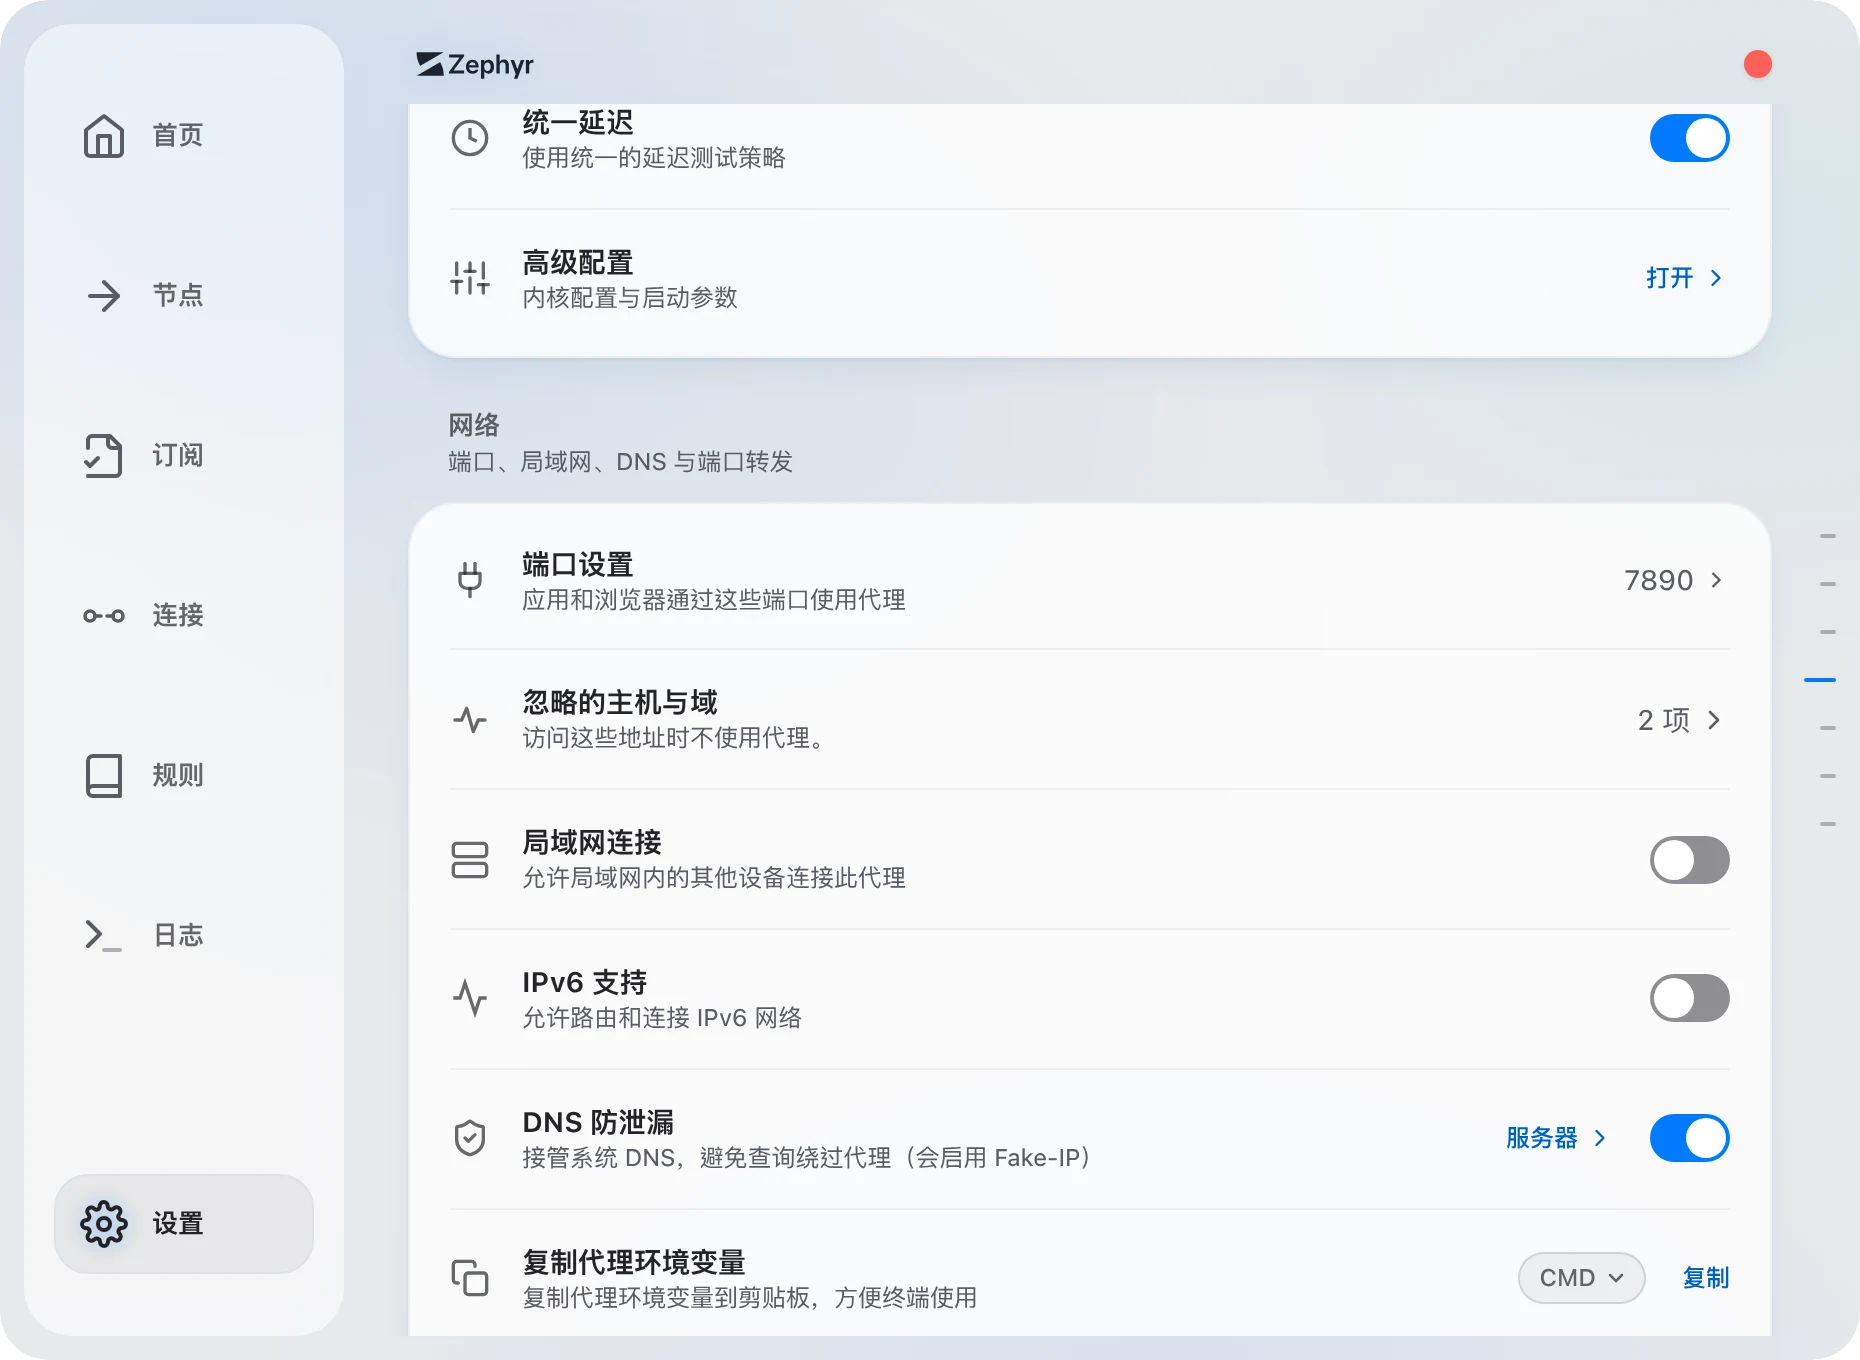 Zephyr
首页
节点
订阅
连接
规则
日志
设置
统一延迟
使用统一的延迟测试策略
高级配置
内核配置与启动参数
打开
网络
端口、局域网、DNS 与端口转发
端口设置
应用和浏览器通过这些端口使用代理
7890
忽略的主机与域
访问这些地址时不使用代理。
2 项
局域网连接
允许局域网内的其他设备连接此代理
IPv6 支持
允许路由和连接 IPv6 网络
DNS 防泄漏
接管系统 DNS，避免查询绕过代理（会启用 Fake-IP）
服务器
复制代理环境变量
复制代理环境变量到剪贴板，方便终端使用
CMD
复制